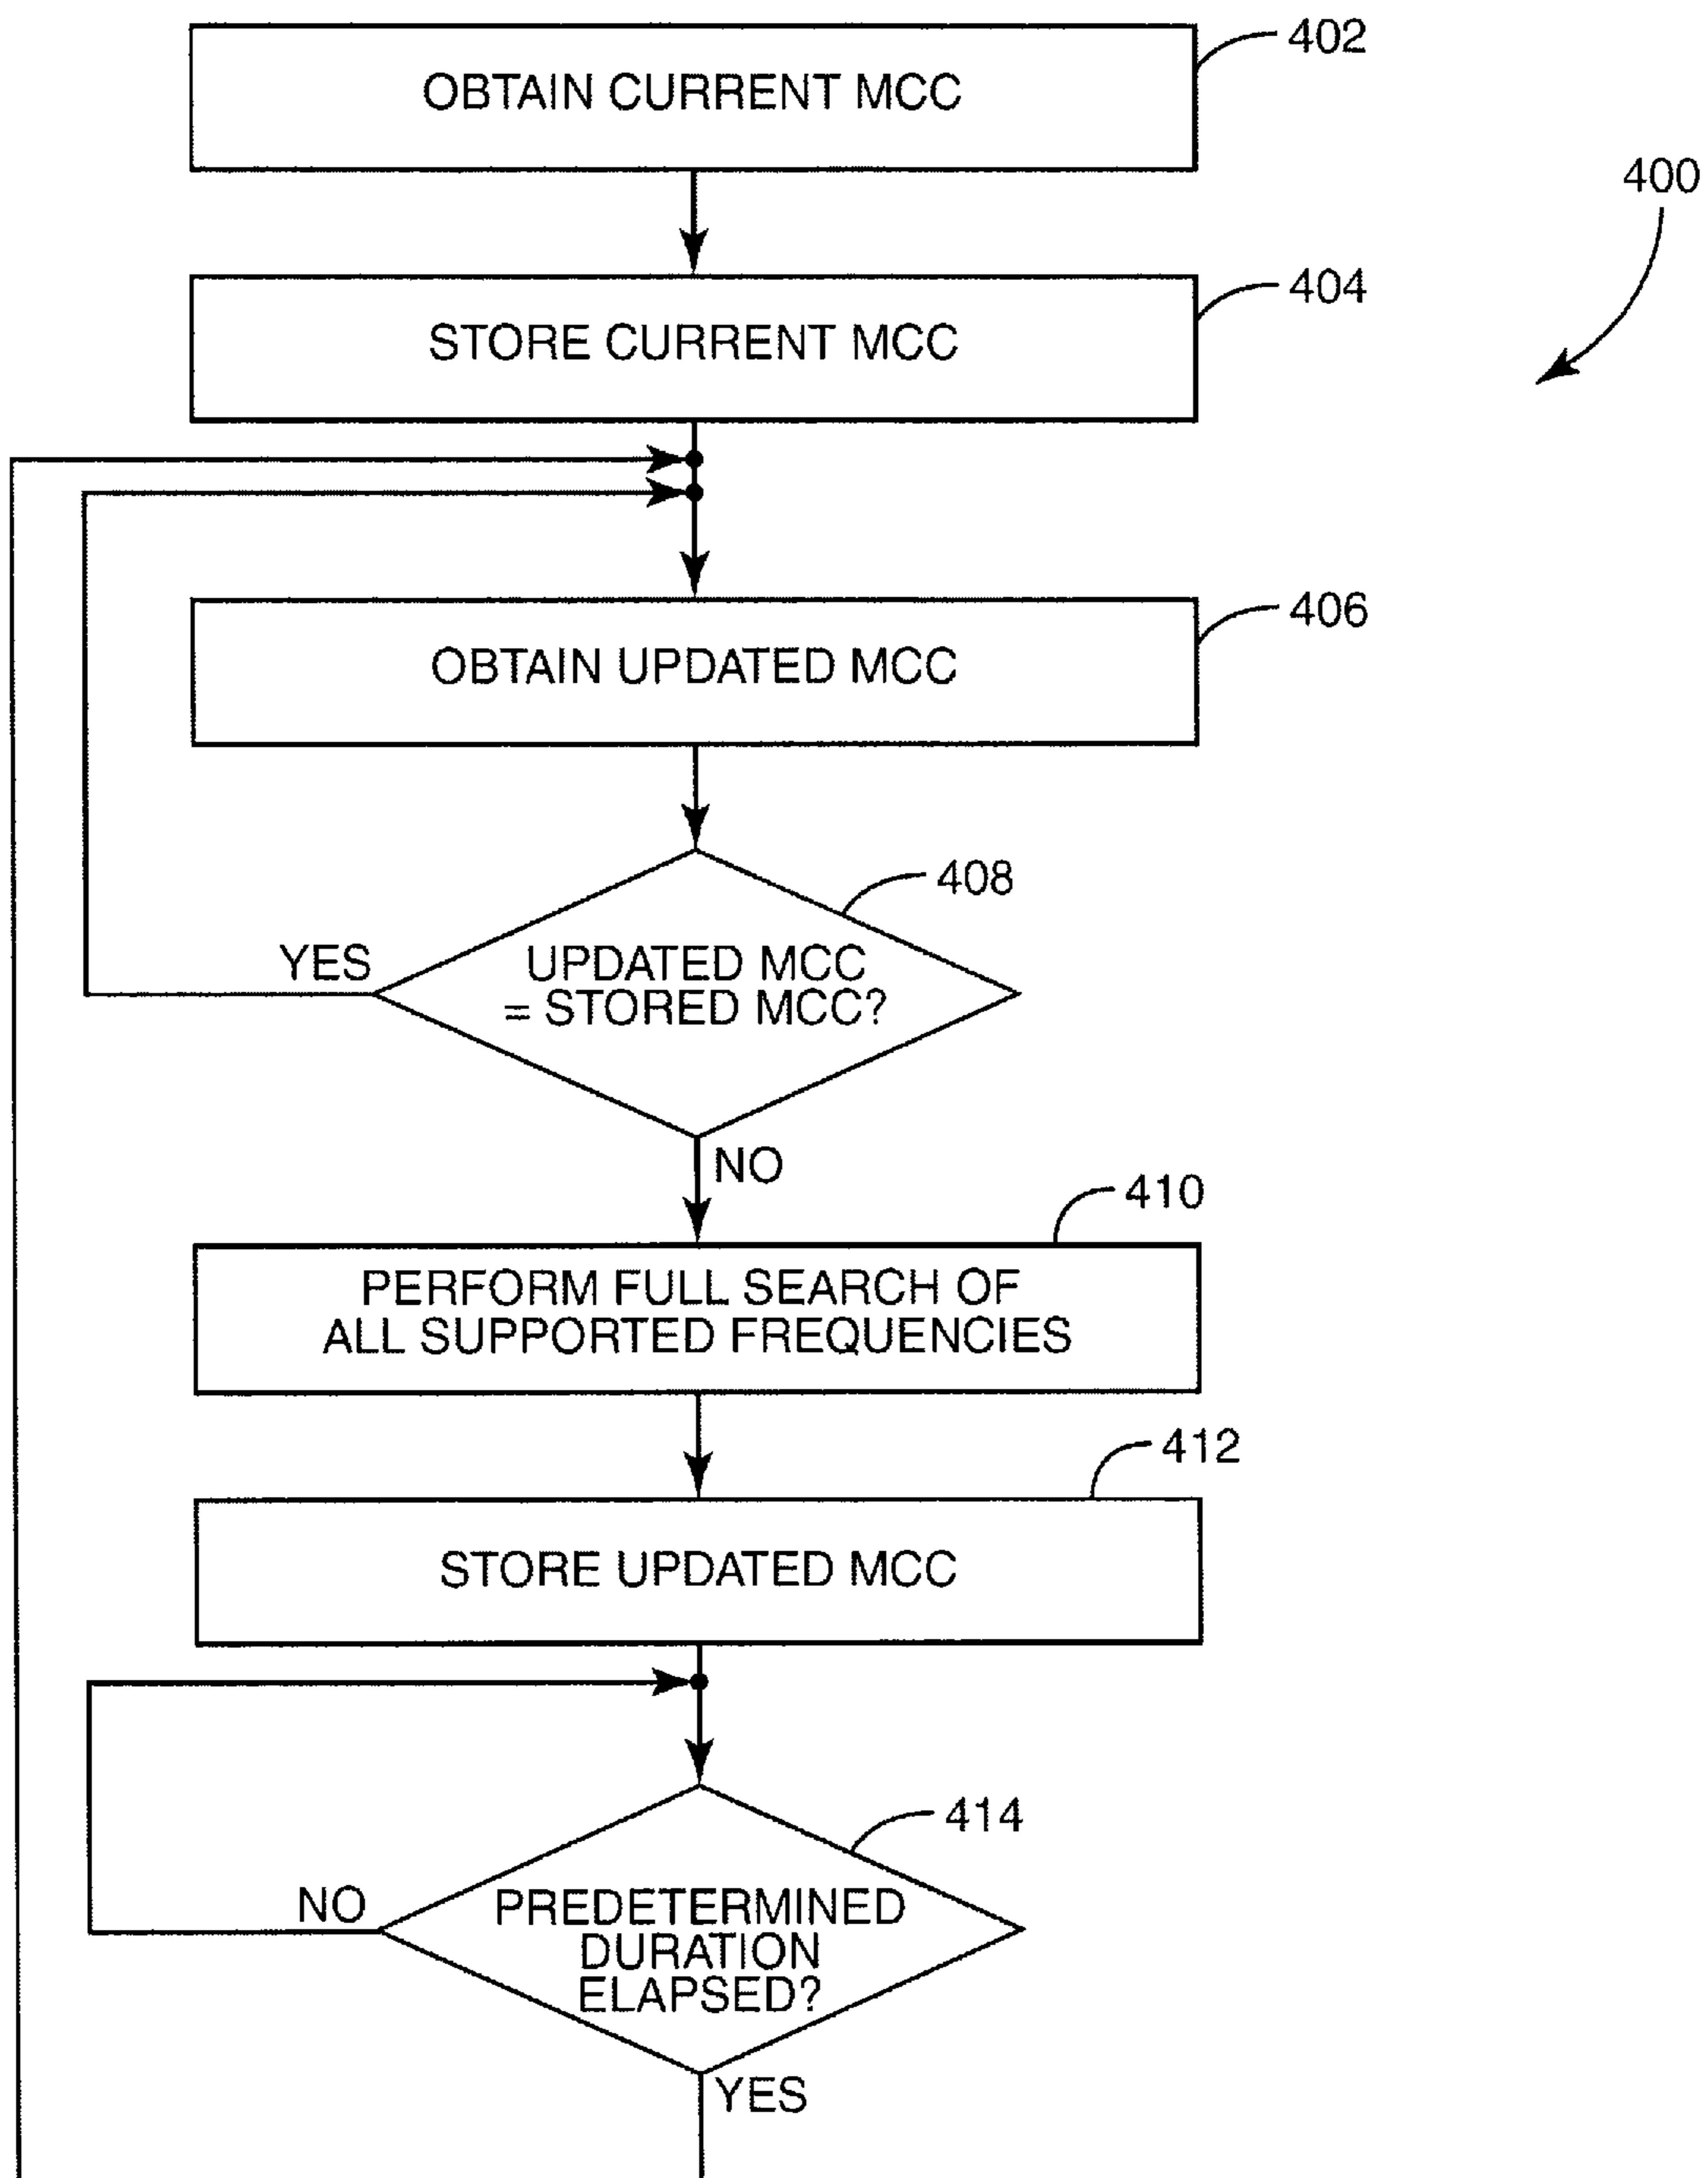 OBTAIN CURRENT MCC
402
400
STORE CURRENT MCC
404
OBTAIN UPDATED MCC
406
408
YES
UPDATED MCC
= STORED MCC?
NO
410
PERFORM FULL SEARCH OF
ALL SUPPORTED FREQUENCIES
412
STORE UPDATED MCC
414
NO
PREDETERMINED
DURATION
ELAPSED?
YES